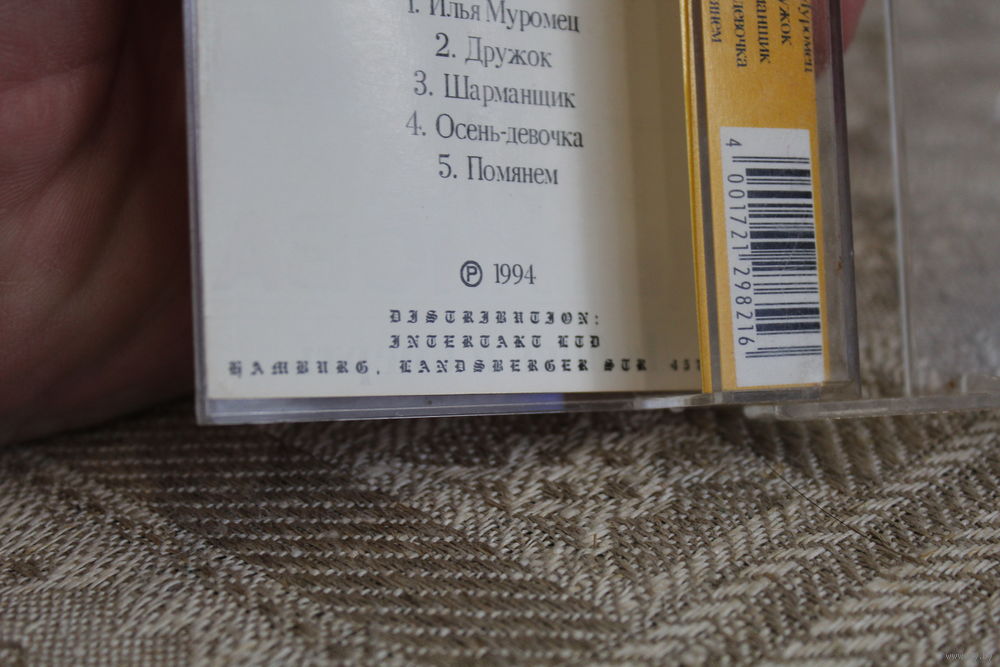 1. Илья Муромец
2. Дружок
3. Шарманщик
4. Осень-девочка
5. Помянем
℗ 1994
DISTRIBUTION:
INTERTAKT LTD
HAMBURG, LANDSBERGER STR.
Муромец
4 001721 298216